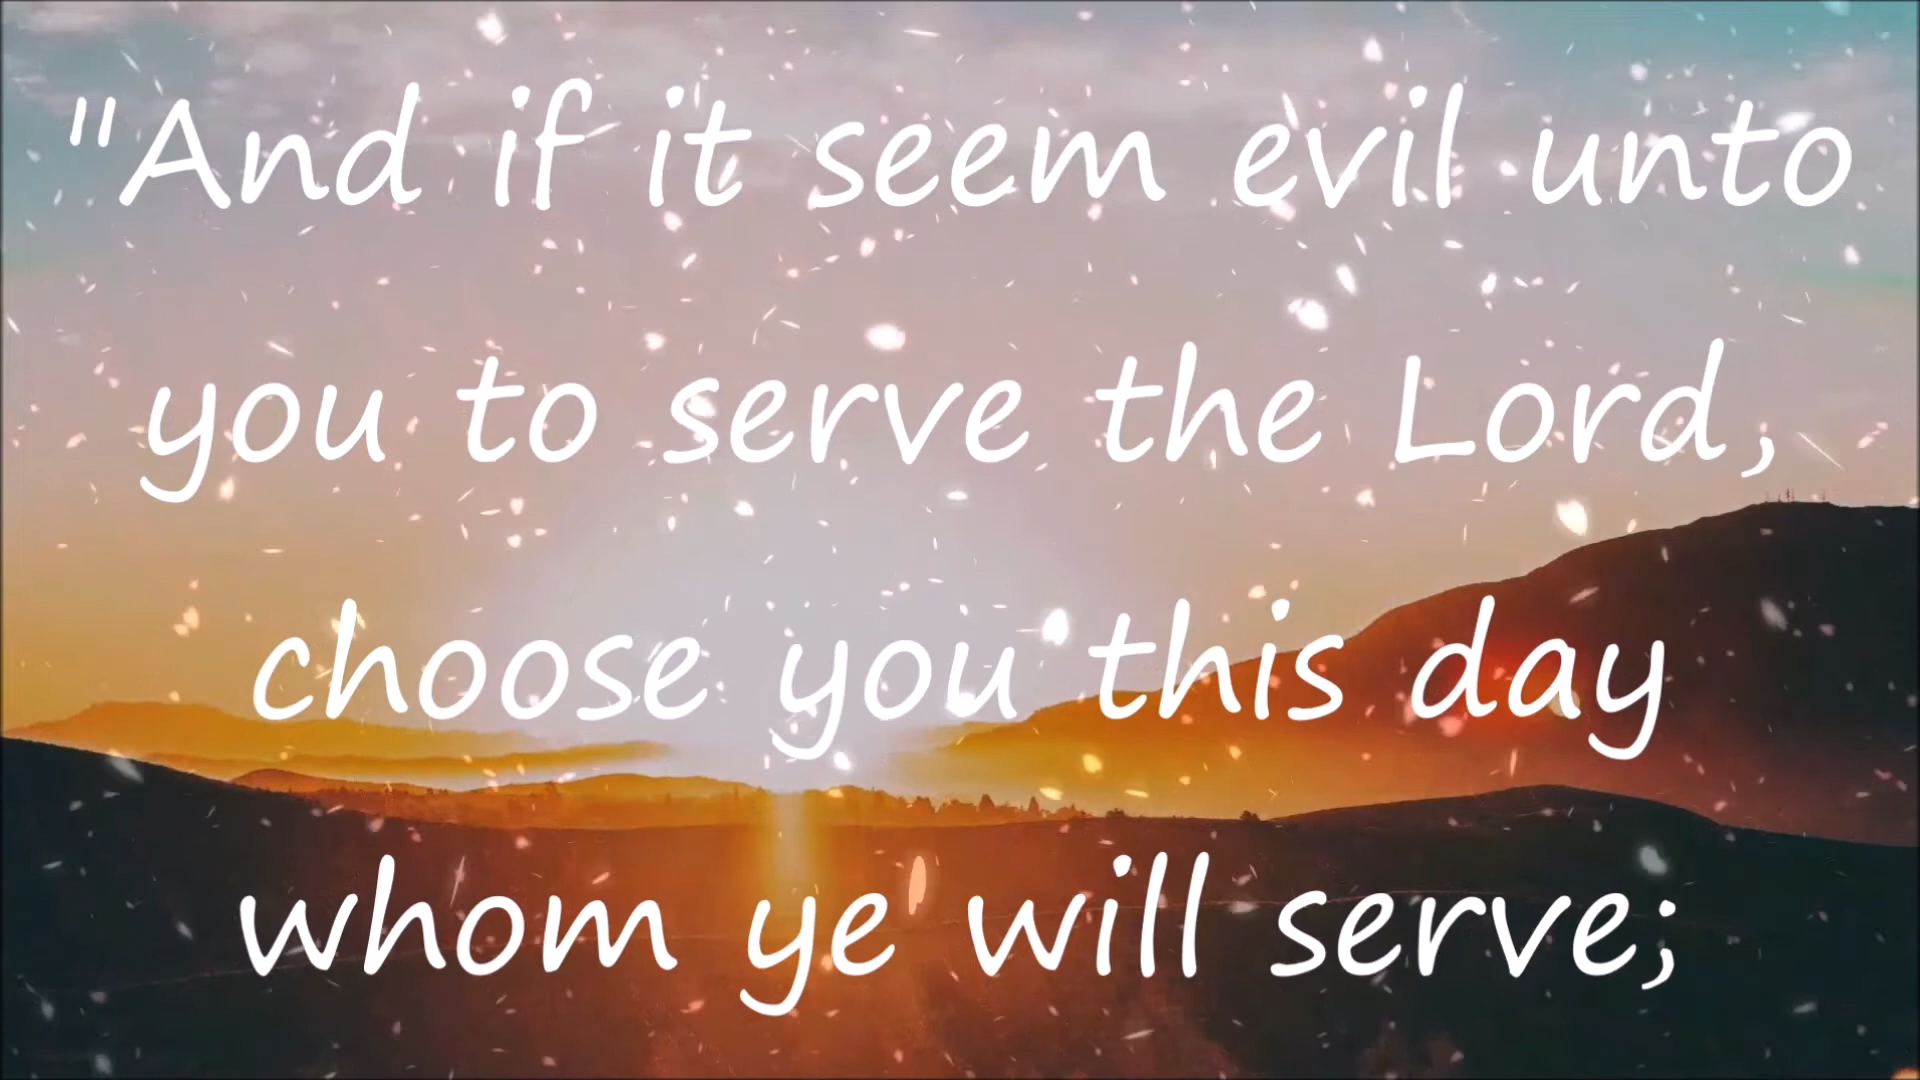 "And if it seem evil unto
you to serve the Lord,
choose you this day
whom ye will serve;